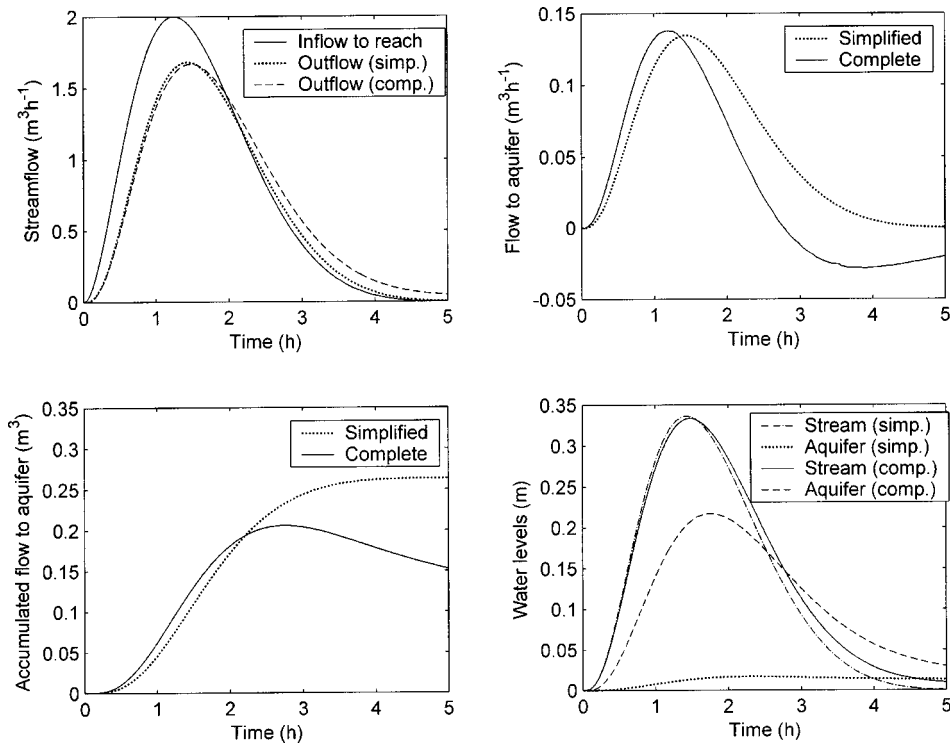 2
1.5
1
0.5
0
0 1 2 3 4 5
Streamflow (m³h⁻¹)
Time (h)
Inflow to reach
Outflow (simp.)
Outflow (comp.)
0.15
0.10
0.05
0
-0.05
0 1 2 3 4 5
Flow to aquifer (m³h⁻¹)
Time (h)
Simplified
Complete
0.35
0.3
0.25
0.2
0.15
0.1
0.05
0
0 1 2 3 4 5
Accumulated flow to aquifer (m³)
Time (h)
Simplified
Complete
0.35
0.3
0.25
0.2
0.15
0.1
0.05
0
0 1 2 3 4 5
Water levels (m)
Time (h)
Stream (simp.)
Aquifer (simp.)
Stream (comp.)
Aquifer (comp.)